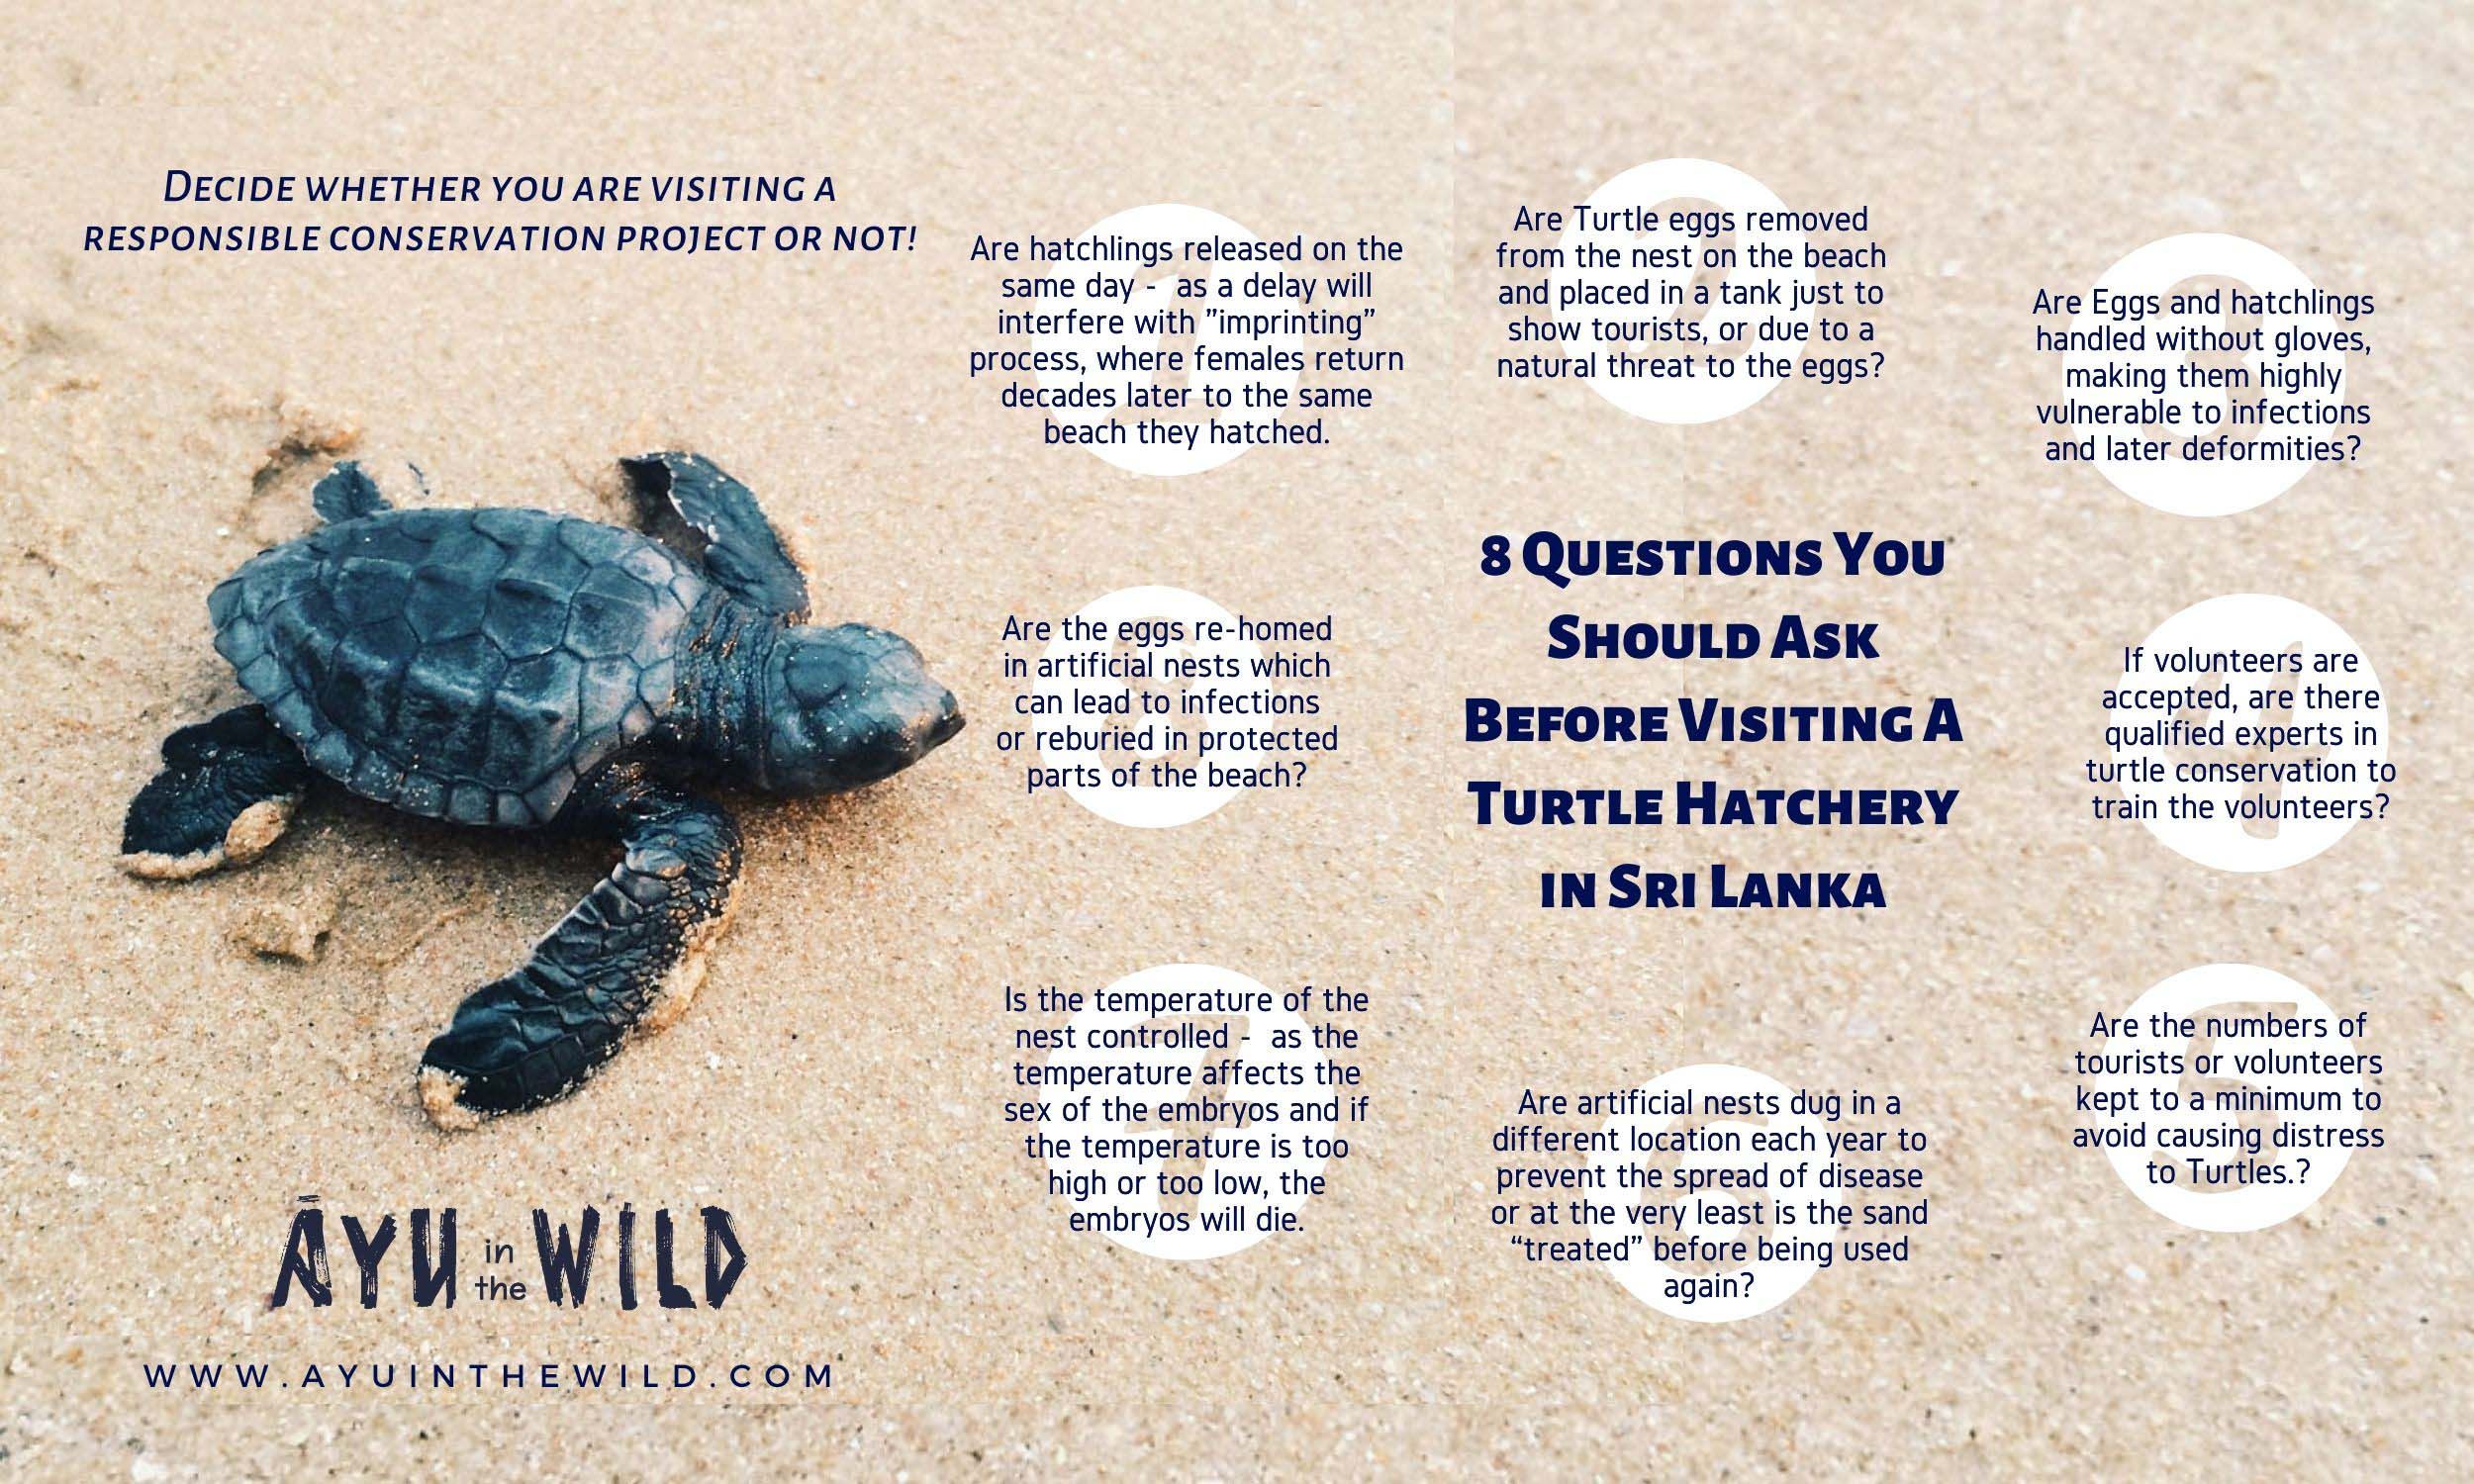 DECIDE WHETHER YOU ARE VISITING A
RESPONSIBLE CONSERVATION PROJECT OR NOT!
8 QUESTIONS YOU
SHOULD ASK
BEFORE VISITING A
TURTLE HATCHERY
IN SRI LANKA
1
Are hatchlings released on the
same day - as a delay will
interfere with "imprinting"
process, where females return
decades later to the same
beach they hatched.
2
Are Turtle eggs removed
from the nest on the beach
and placed in a tank just to
show tourists, or due to a
natural threat to the eggs?
3
Are Eggs and hatchlings
handled without gloves,
making them highly
vulnerable to infections
and later deformities?
4
If volunteers are
accepted, are there
qualified experts in
turtle conservation to
train the volunteers?
5
Are the numbers of
tourists or volunteers
kept to a minimum to
avoid causing distress
to Turtles.?
6
Are artificial nests dug in a
different location each year to
prevent the spread of disease
or at the very least is the sand
“treated” before being used
again?
7
Is the temperature of the
nest controlled - as the
temperature affects the
sex of the embryos and if
the temperature is too
high or too low, the
embryos will die.
8
Are the eggs re-homed
in artificial nests which
can lead to infections
or reburied in protected
parts of the beach?
AYU in the WILD
WWW.AYUINTHEWILD.COM